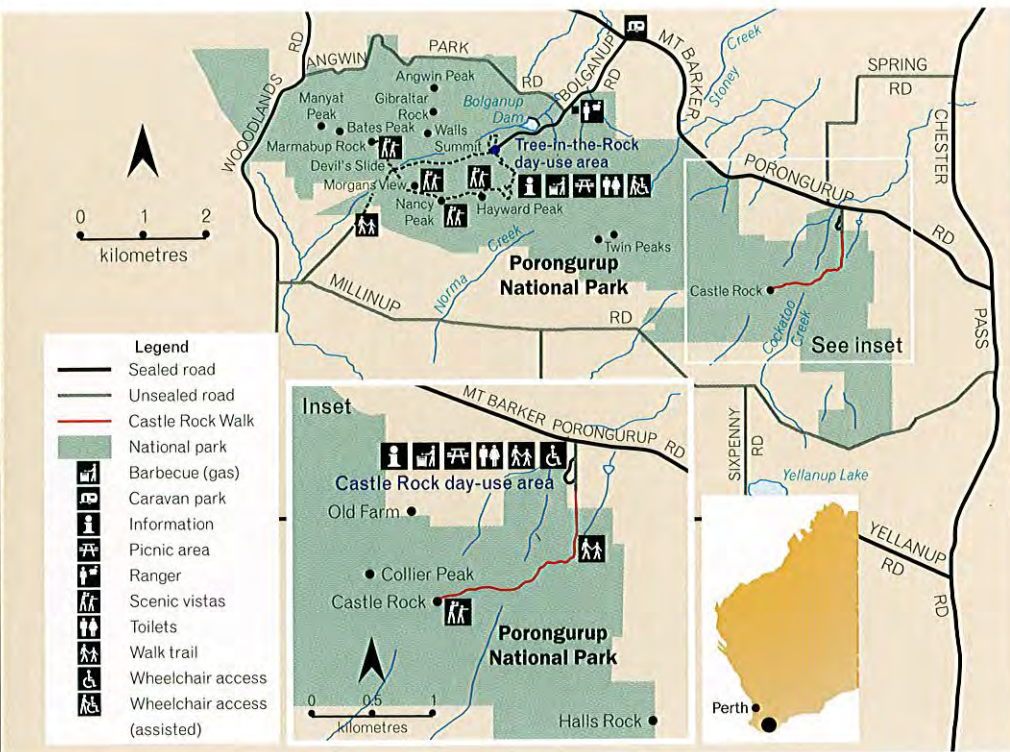 WOODLANDS RD
ANGWIN PARK RD
BOLGANUP RD
MT BARKER PORONGURUP RD
Stoney Creek
SPRING RD
CHESTER PASS RD
Angwin Peak
Manyat Peak
Gibraltar Rock
Bolganup Dam
Bates Peak
Walls Summit
Marmabup Rock
Tree-in-the-Rock day-use area
Devil's Slide
Morgans View
Nancy Peak
Hayward Peak
Twin Peaks
Norma Creek
Porongurup
National Park
0 1 2
kilometres
MILLINUP RD
Castle Rock
Cockatoo Creek
See inset
SIXPENNY RD
Yellanup Lake
YELLANUP RD
Legend
Sealed road
Unsealed road
Castle Rock Walk
National park
Barbecue (gas)
Caravan park
Information
Picnic area
Ranger
Scenic vistas
Toilets
Walk trail
Wheelchair access
Wheelchair access
(assisted)
Inset
MT BARKER PORONGURUP RD
Castle Rock day-use area
Old Farm
Collier Peak
Castle Rock
Porongurup
National Park
0 0.5 1
kilometres
Halls Rock
Perth